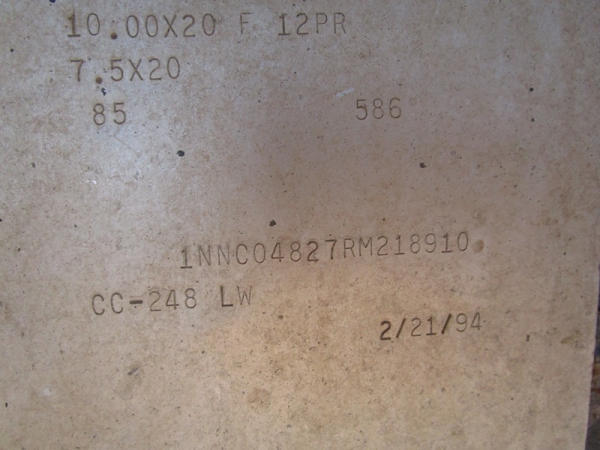 10.00X20 F 12PR
7.5X20
85 586
1NNC04827RM218910
CC-248 LW
2/21/94